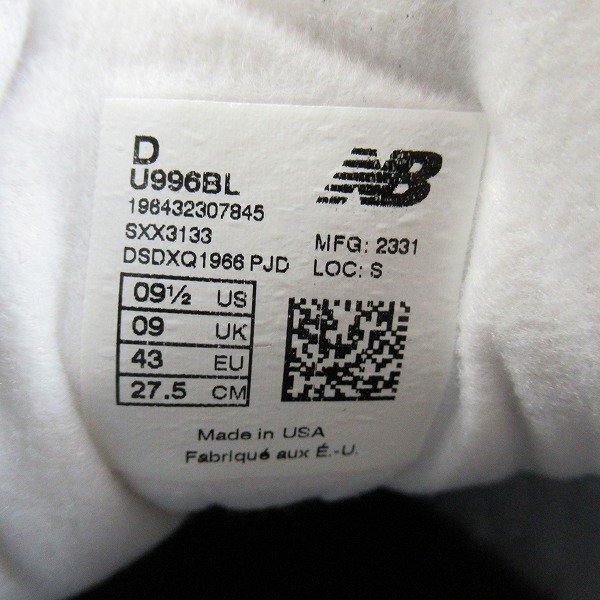 D
U996BL
NB
196432307845
SXX3133
MFG: 2331
DSDXQ1966 PJD
LOC: S
09½ US
09 UK
43 EU
27.5 CM
Made in USA
Fabriqué aux É.-U.